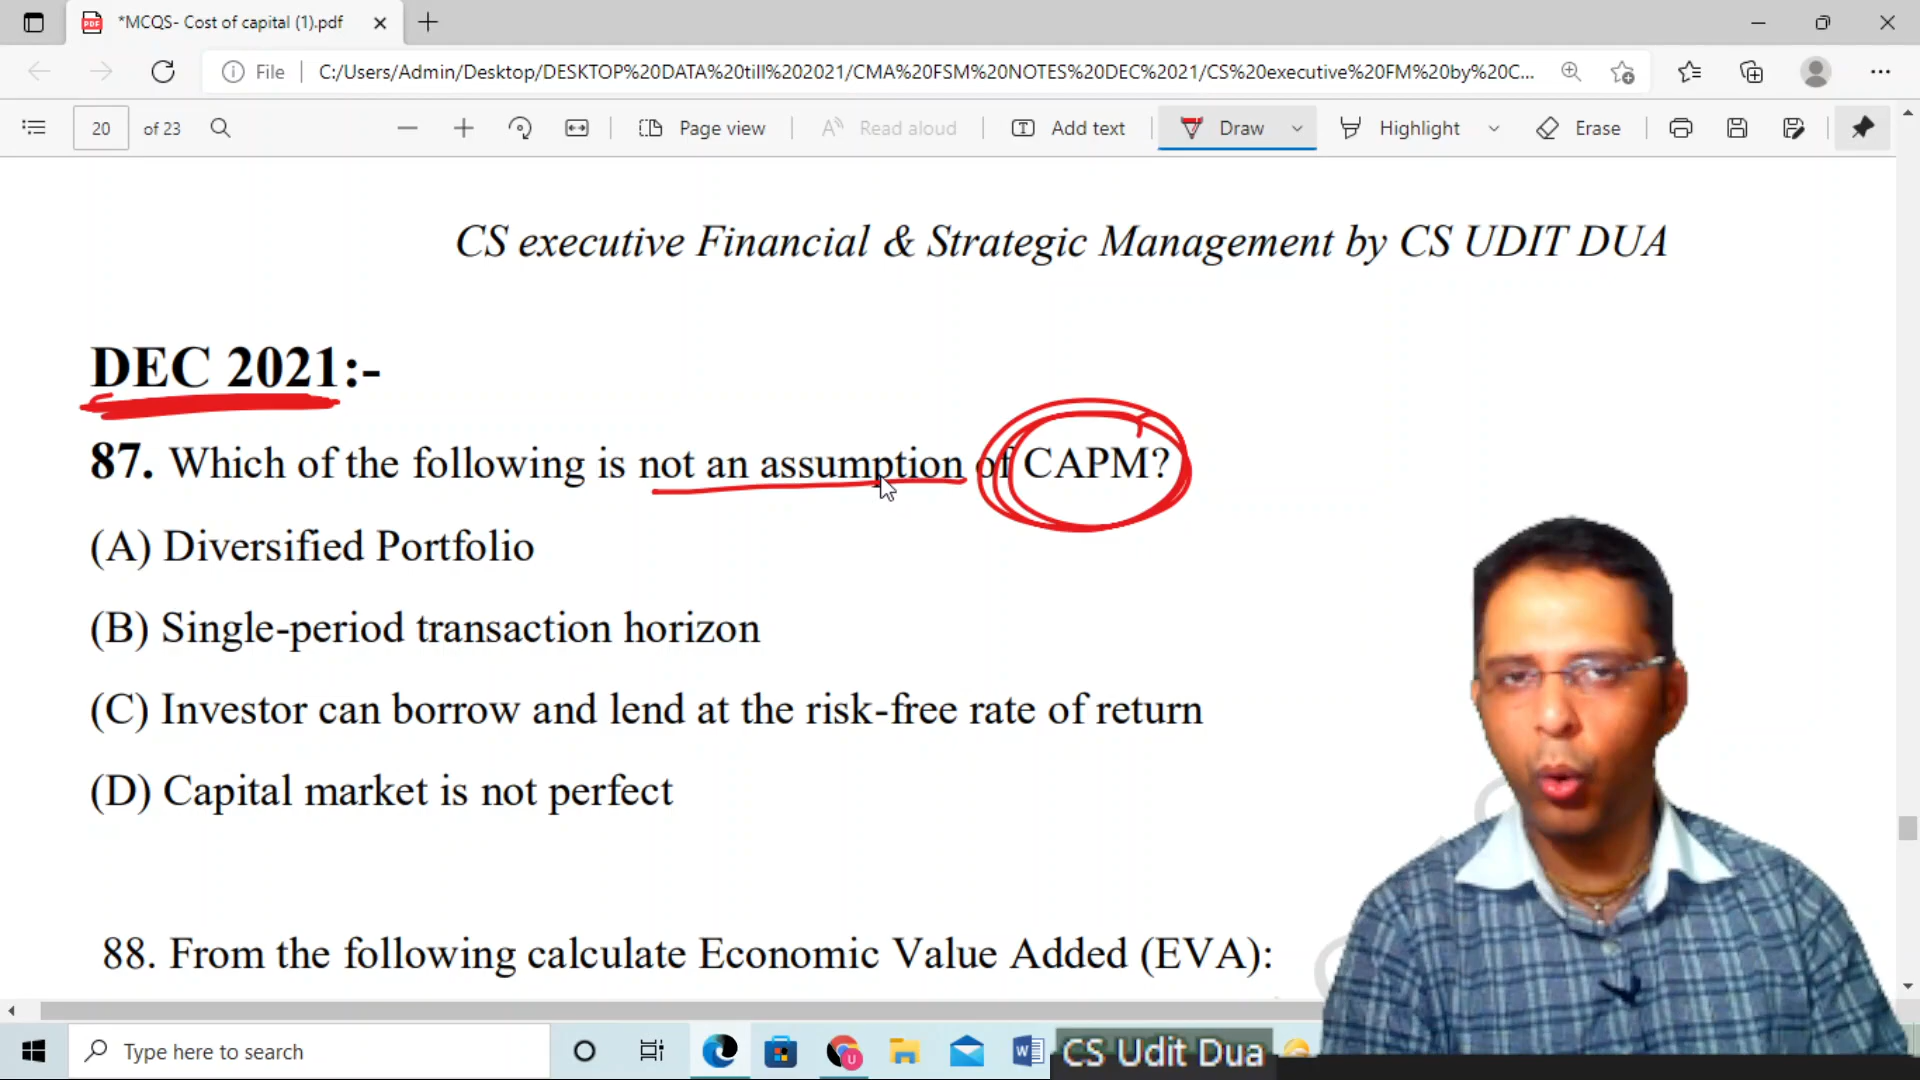 *MCQS- Cost of capital (1).pdf
File C:/Users/Admin/Desktop/DESKTOP%20DATA%20till%202021/CMA%20FSM%20NOTES%20DEC%2021/CS%20executive%20FM%20by%20C...
20 of 23 Page view Read aloud Add text Draw Highlight Erase
CS executive Financial & Strategic Management by CS UDIT DUA
DEC 2021:-
87. Which of the following is not an assumption of CAPM?
(A) Diversified Portfolio
(B) Single-period transaction horizon
(C) Investor can borrow and lend at the risk-free rate of return
(D) Capital market is not perfect
88. From the following calculate Economic Value Added (EVA):
Type here to search
CS Udit Dua